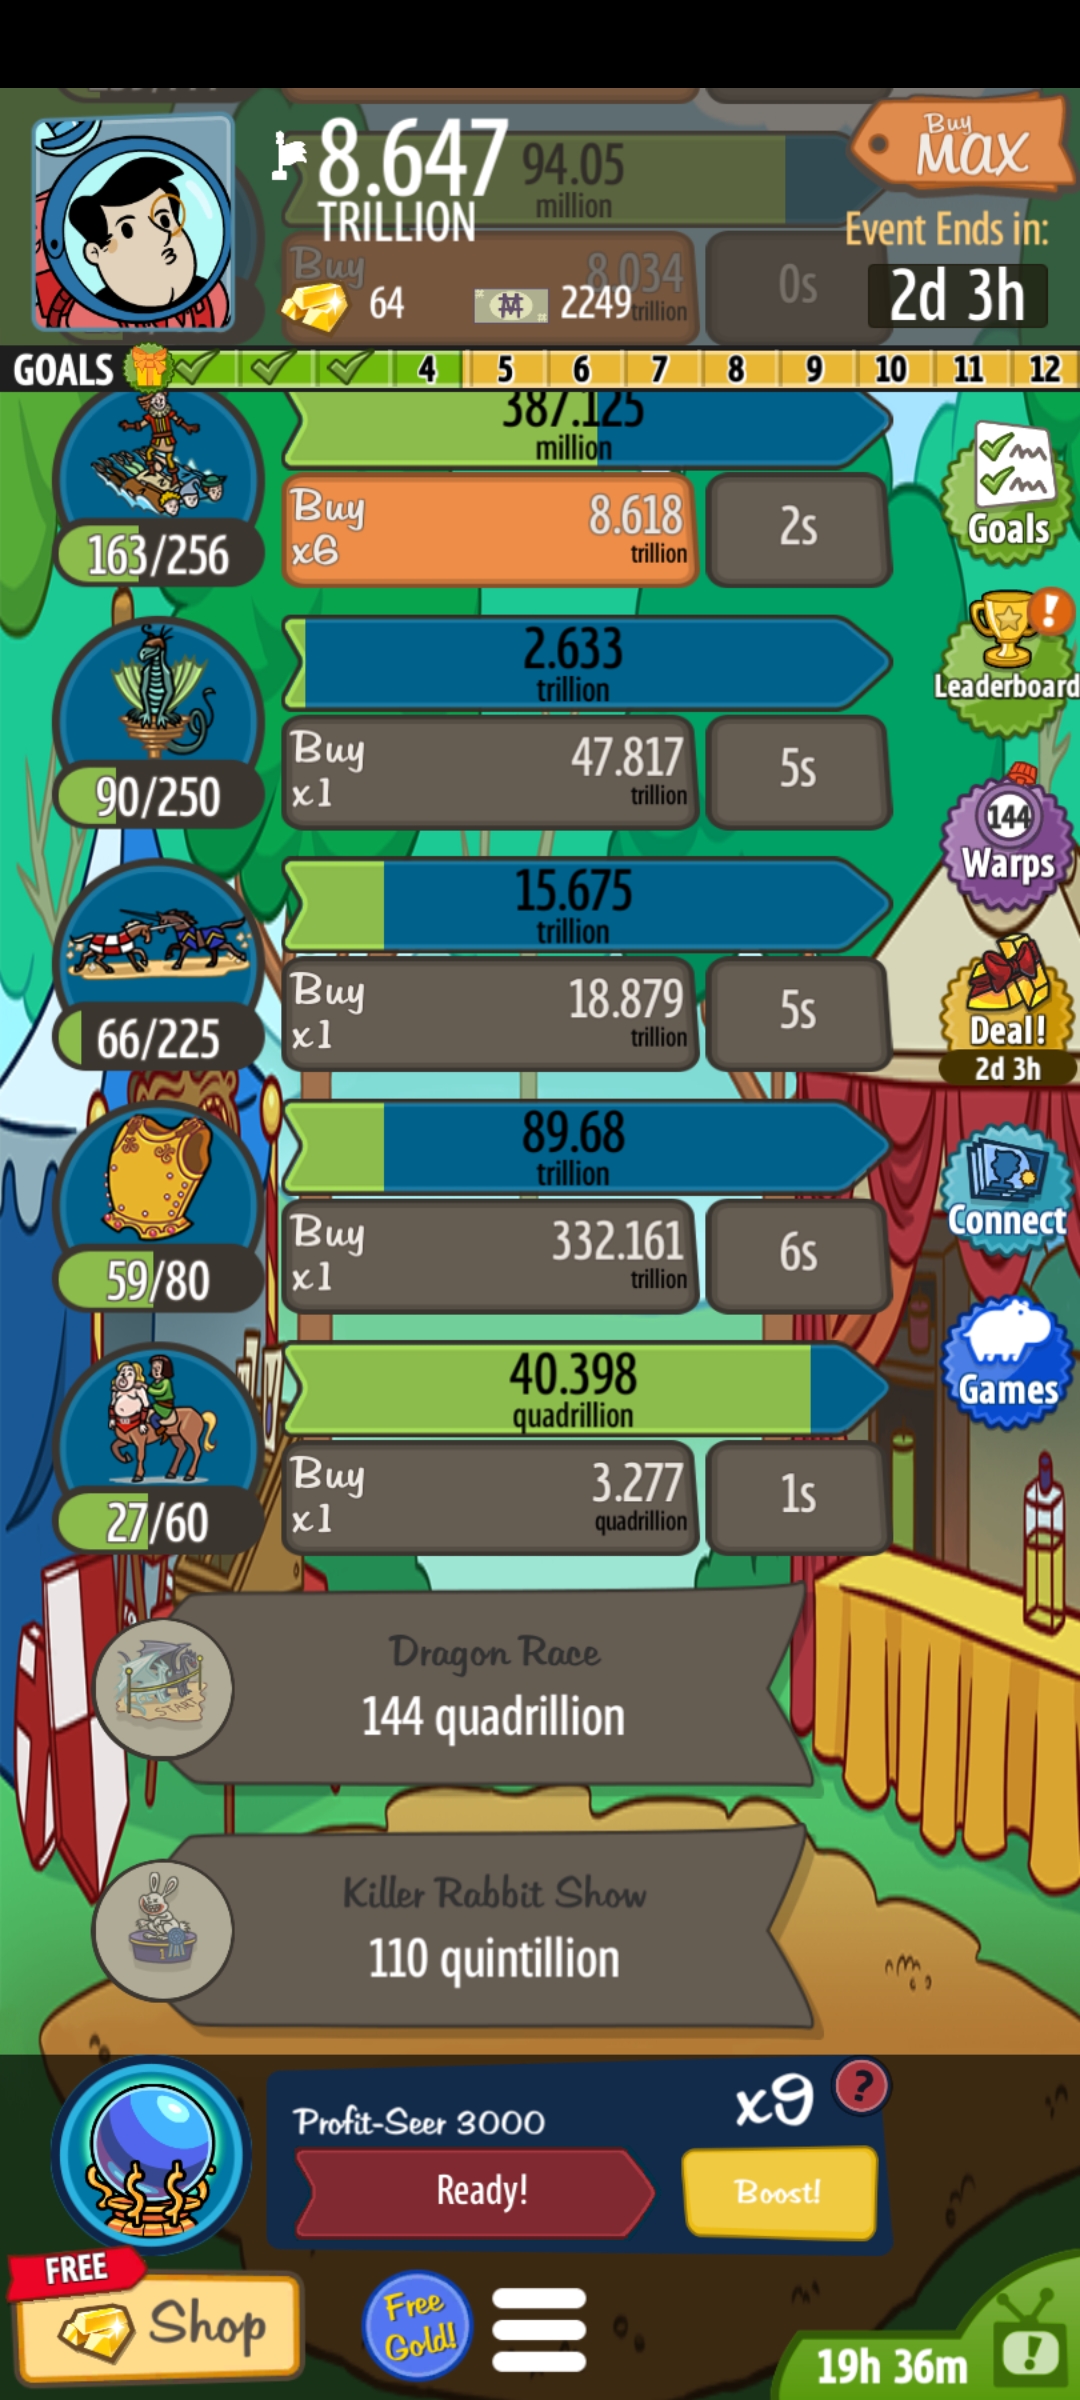 8.647
TRILLION
94.05
million
Buy
MAX
Event Ends in:
2d 3h
Buy
8.034
trillion
0s
64
2249
GOALS
4 5 6 7 8 9 10 11 12
387.125
million
163/256
Buy
x6
8.618
trillion
2s
Goals
2.633
trillion
90/250
Buy
x1
47.817
trillion
5s
!
Leaderboard
15.675
trillion
66/225
Buy
x1
18.879
trillion
5s
144
Warps
Deal!
2d 3h
89.68
trillion
59/80
Buy
x1
332.161
trillion
6s
Connect
40.398
quadrillion
27/60
Buy
x1
3.277
quadrillion
1s
Games
START
Dragon Race
144 quadrillion
1
Killer Rabbit Show
110 quintillion
Profit-Seer 3000
x9
?
Ready!
Boost!
FREE
Shop
Free
Gold!
19h 36m
!